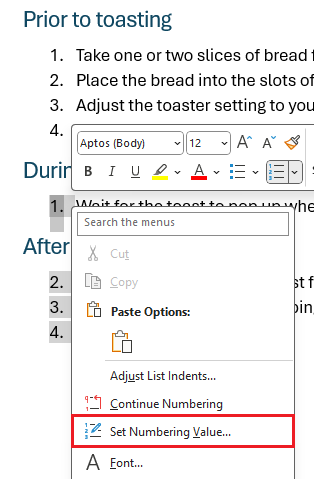 Prior to toasting
1. Take one or two slices of bread
2. Place the bread into the slots of
3. Adjust the toaster setting to you
4.
Aptos (Body) 12 A A
B I U A
Durin
1. Wait for the toast to pop up whe
Search the menus
Cut
After
Copy
2. st f
Paste Options:
3. pin
4.
Adjust List Indents...
Continue Numbering
Set Numbering Value...
A Font...